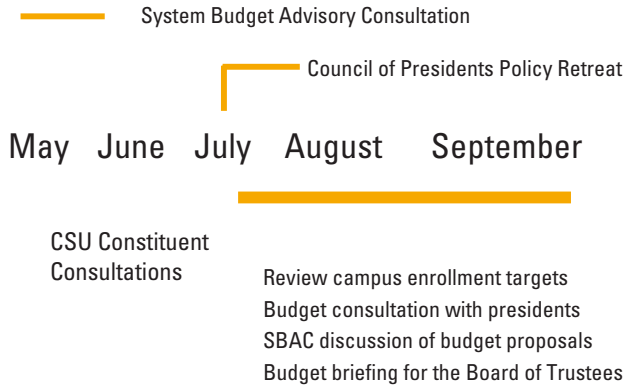 System Budget Advisory Consultation
Council of Presidents Policy Retreat
May June July August September
CSU Constituent
Consultations
Review campus enrollment targets
Budget consultation with presidents
SBAC discussion of budget proposals
Budget briefing for the Board of Trustees